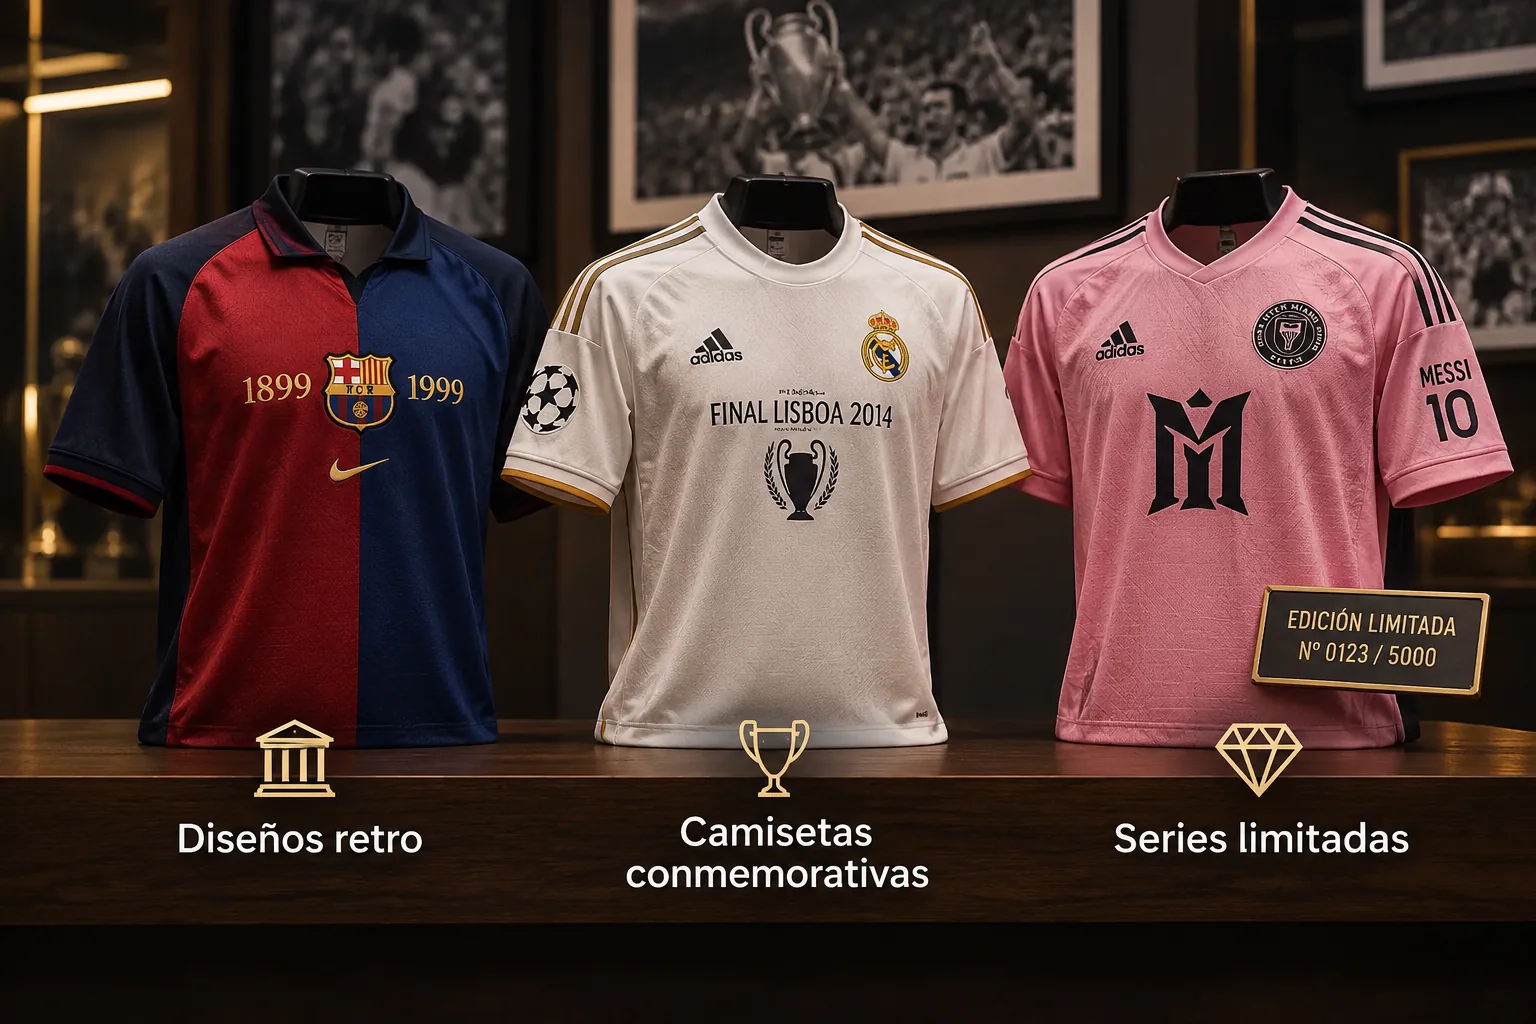 1899
1999
adidas
FINAL LISBOA 2014
adidas
MESSI
10
EDICIÓN LIMITADA
Nº 0123 / 5000
Diseños retro
Camisetas
conmemorativas
Series limitadas